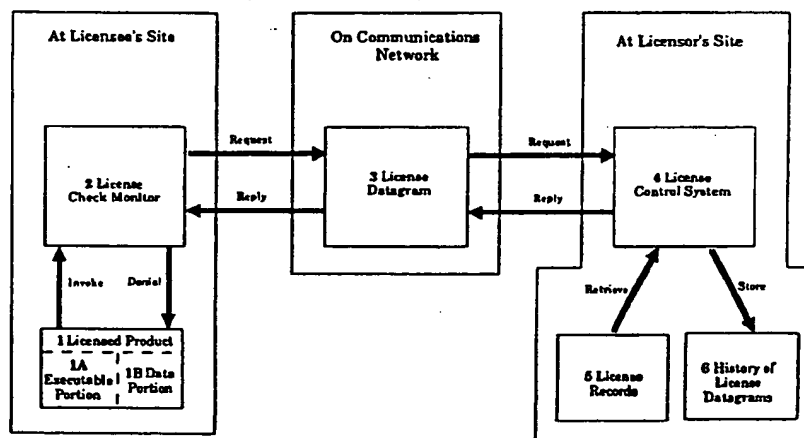 At Licensee's Site
On Communications
Network
At Licensor's Site
Request
Request
2 License
Check Monitor
3 License
Datagram
4 License
Control System
Reply
Reply
Invoke
Denial
Retrieve
Store
1 Licensed Product
1A
Executable
Portion
1B Data
Portion
5 License
Records
6 History of
License
Datagrams